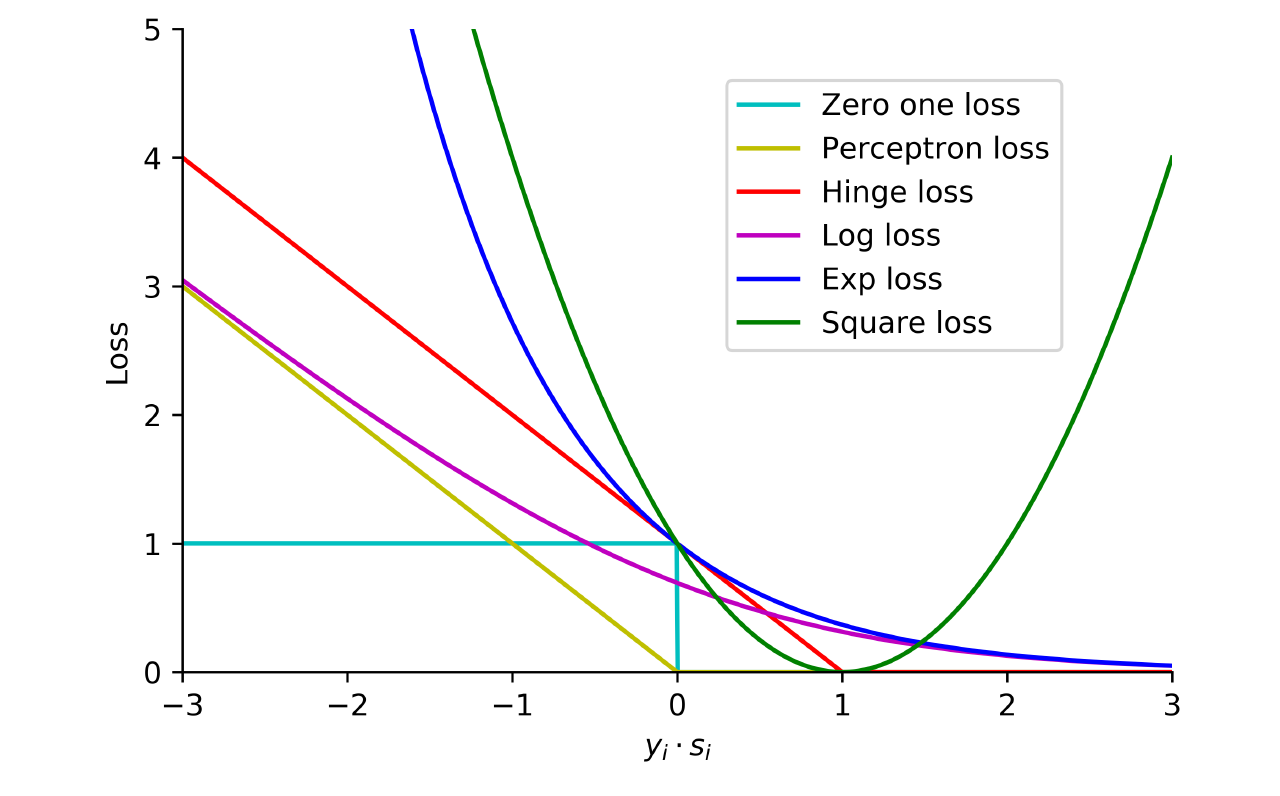 5
4
3
2
1
0
Loss
Zero one loss
Perceptron loss
Hinge loss
Log loss
Exp loss
Square loss
−3 −2 −1 0 1 2 3
yᵢ · sᵢ